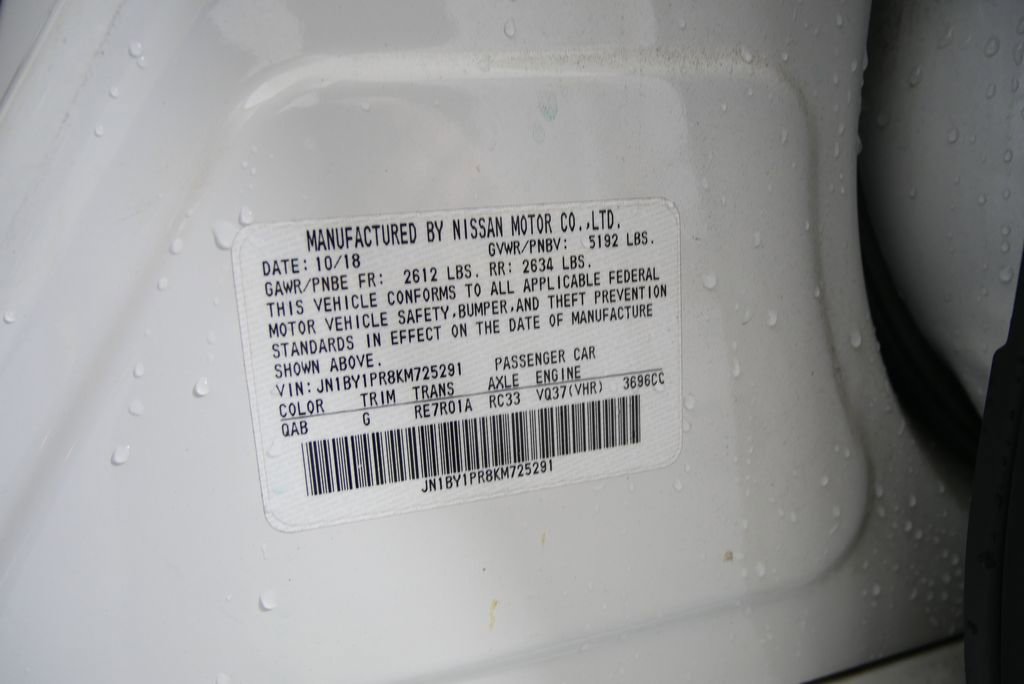 MANUFACTURED BY NISSAN MOTOR CO.,LTD.
DATE: 10/18 GVWR/PNBV: 5192 LBS.
GAWR/PNBE FR: 2612 LBS. RR: 2634 LBS.
THIS VEHICLE CONFORMS TO ALL APPLICABLE FEDERAL
MOTOR VEHICLE SAFETY,BUMPER,AND THEFT PREVENTION
STANDARDS IN EFFECT ON THE DATE OF MANUFACTURE
SHOWN ABOVE.
VIN: JN1BY1PR8KM725291 PASSENGER CAR
COLOR TRIM TRANS AXLE ENGINE
QAB G RE7R01A RC33 VQ37(VHR) 3696CC
JN1BY1PR8KM725291